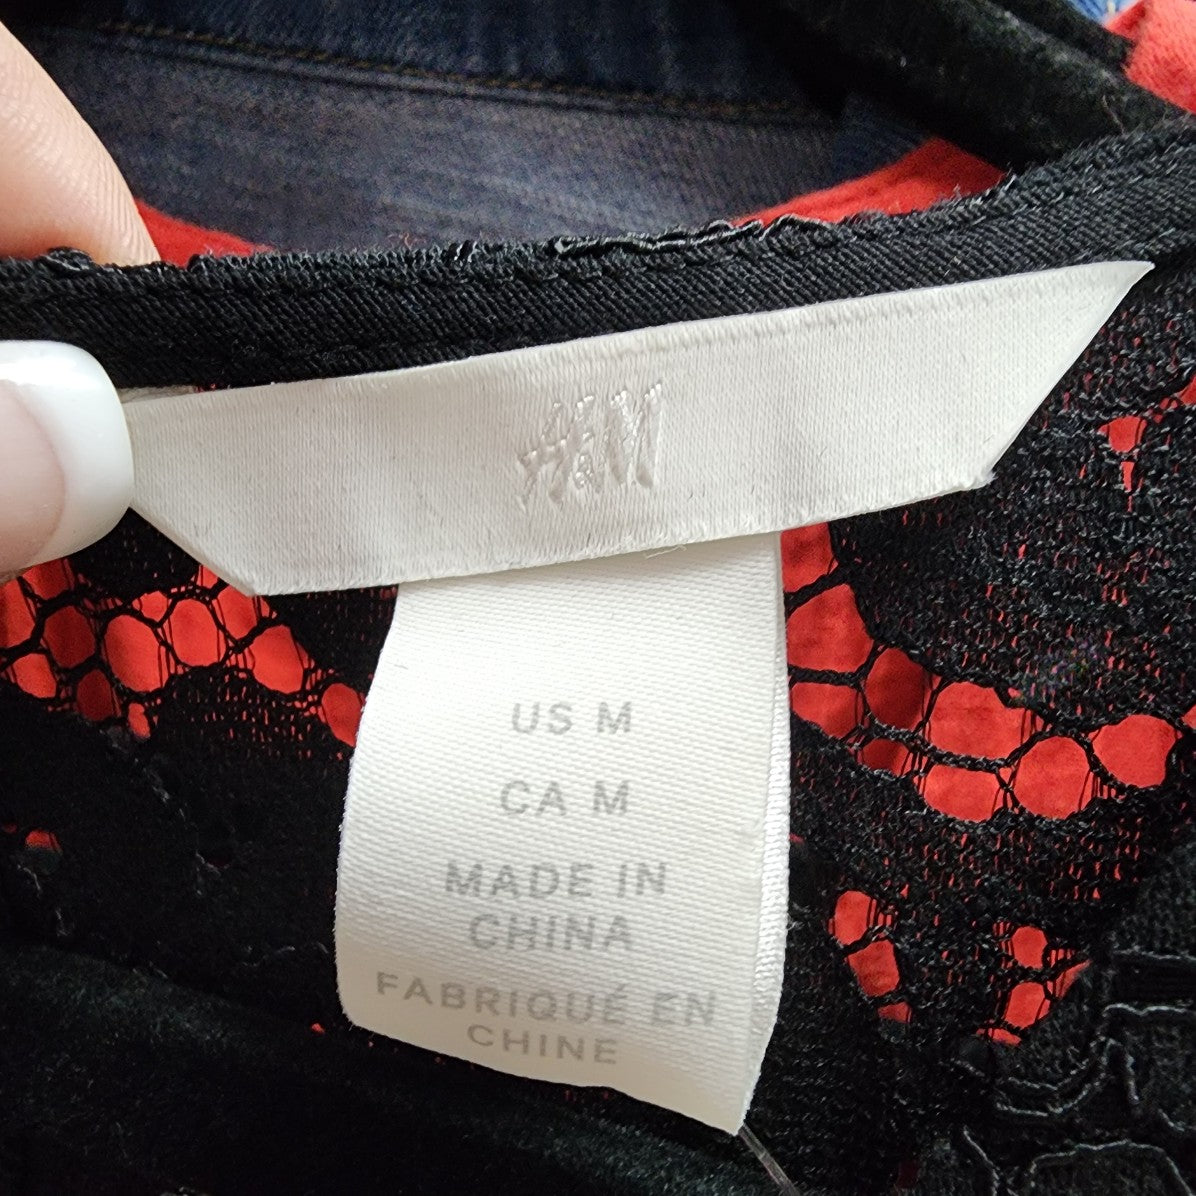 H&M
US M
CA M
MADE IN
CHINA
FABRIQUÉ EN
CHINE